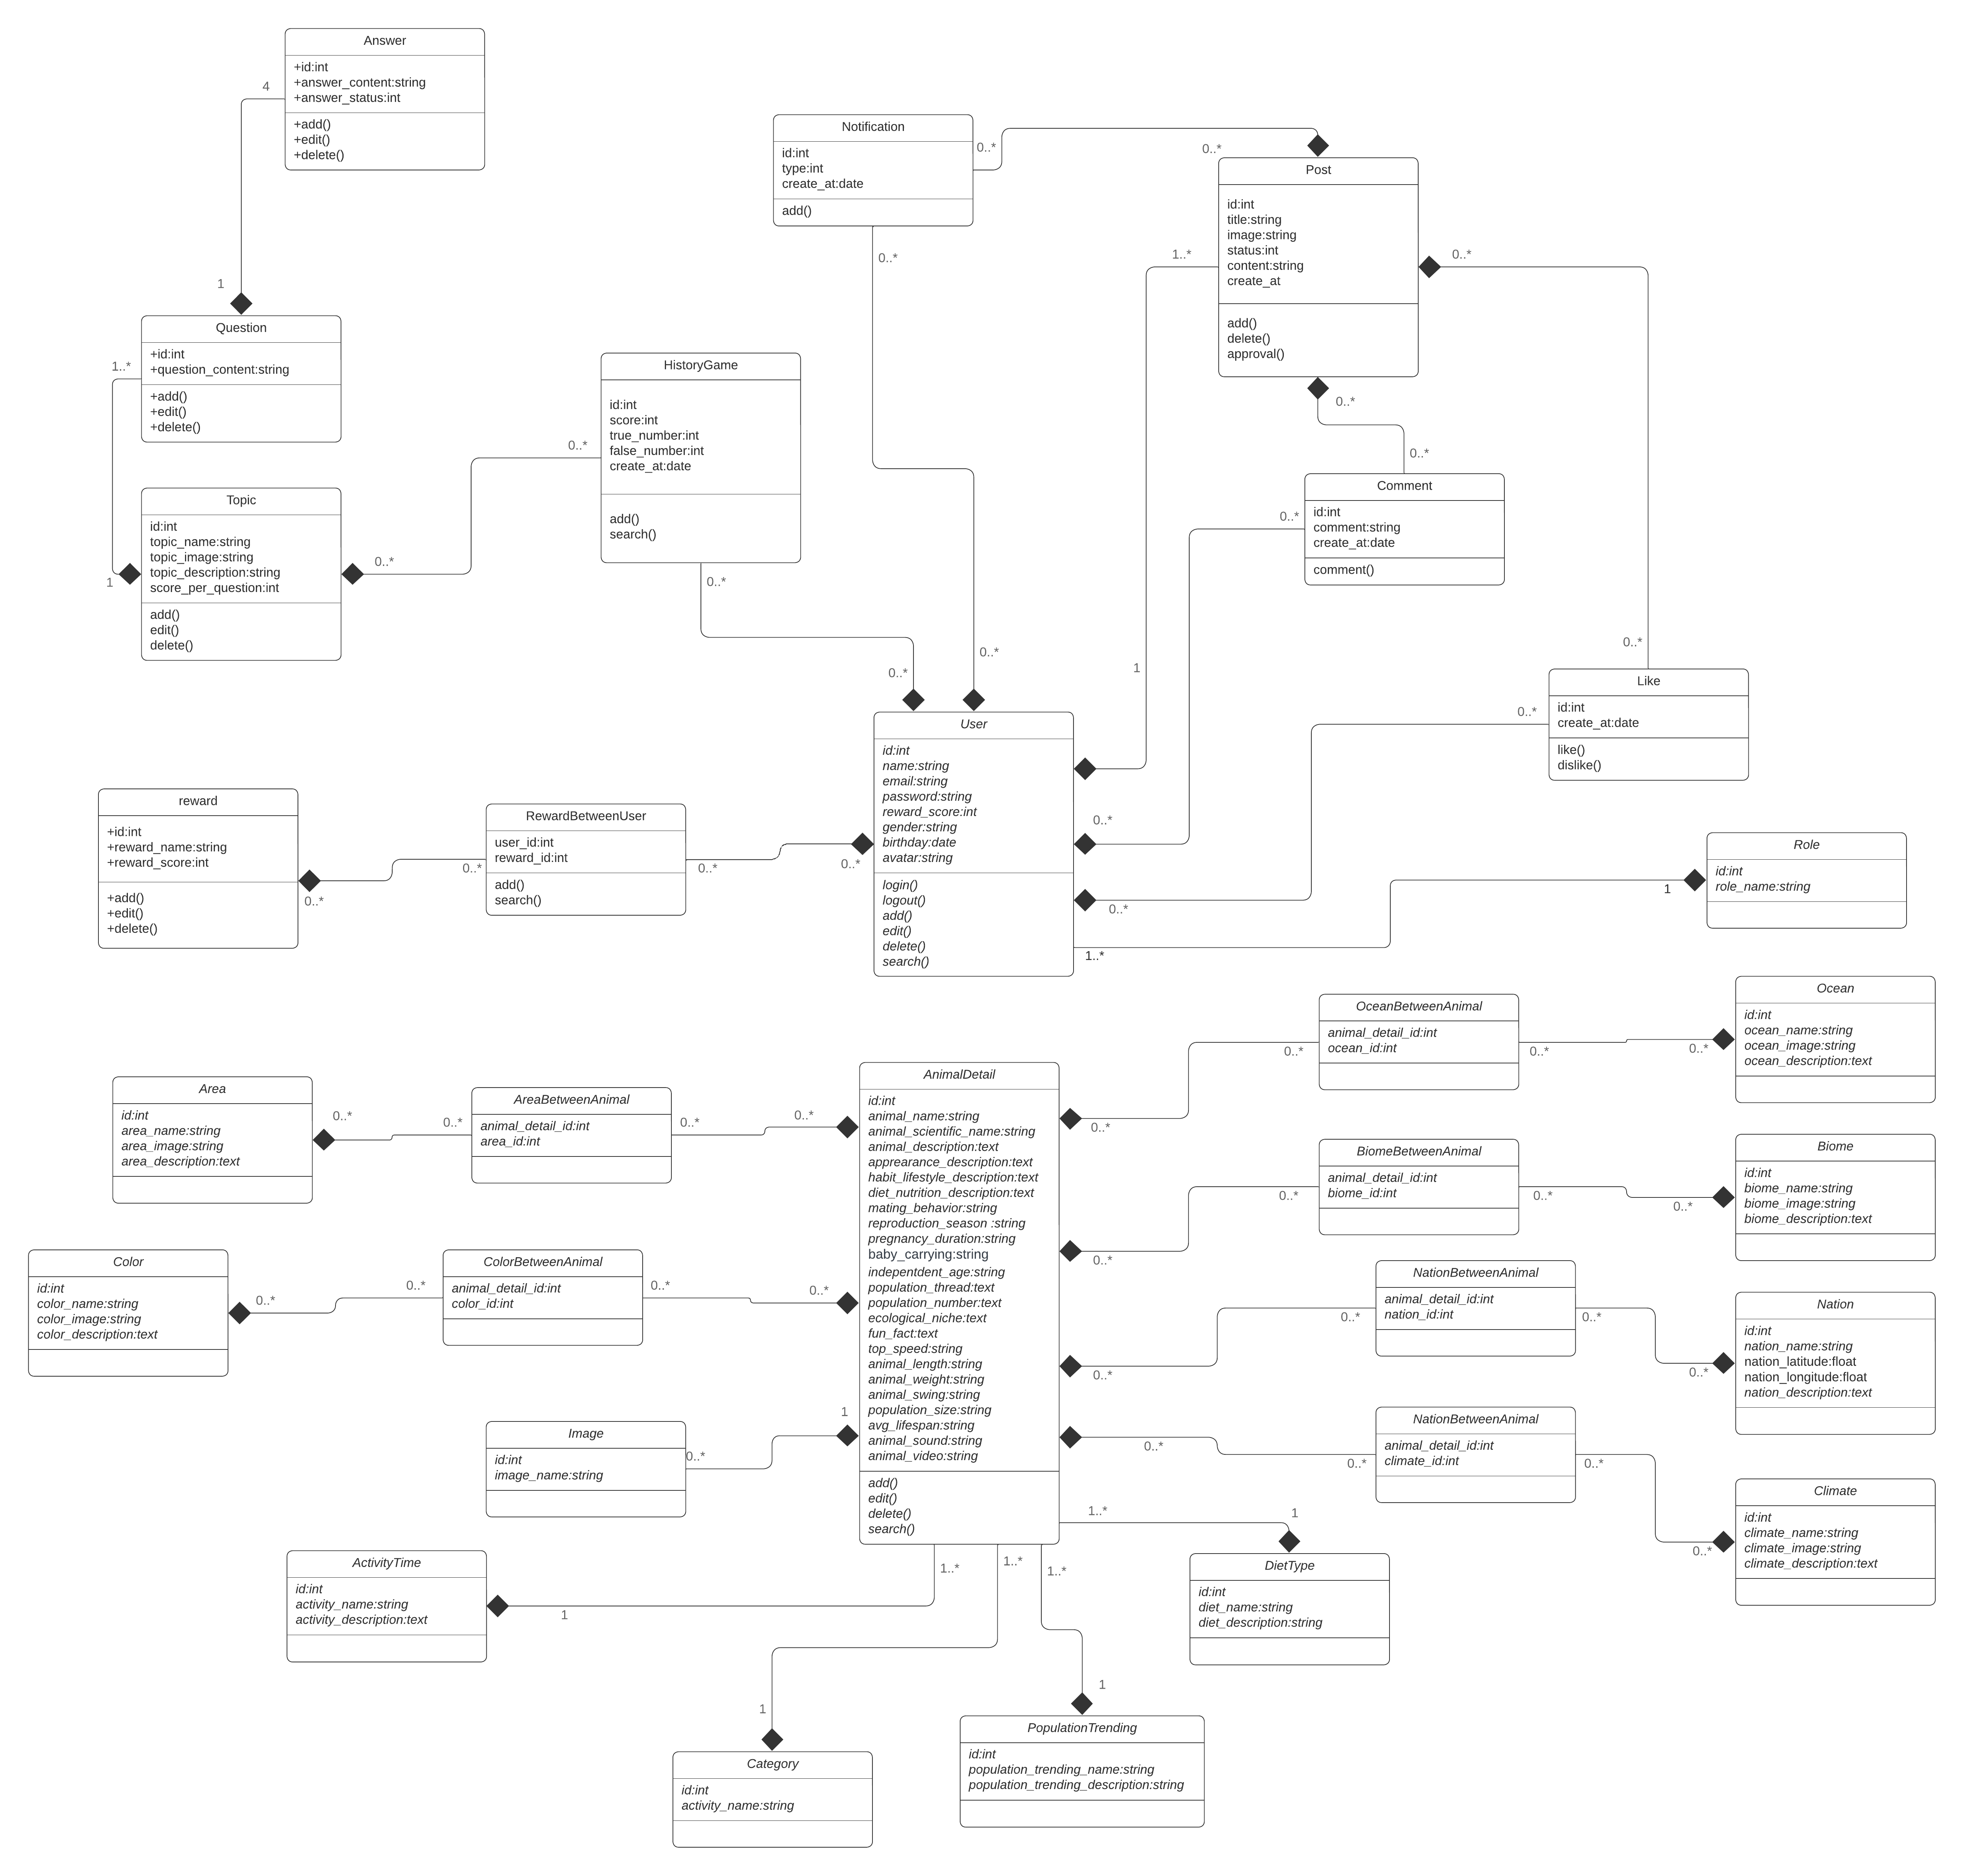 Answer
+id:int
+answer_content:string
+answer_status:int
+add()
+edit()
+delete()
4
1
Question
+id:int
+question_content:string
+add()
+edit()
+delete()
1..*
1
Topic
id:int
topic_name:string
topic_image:string
topic_description:string
score_per_question:int
add()
edit()
delete()
0..*
0..*
HistoryGame
id:int
score:int
true_number:int
false_number:int
create_at:date
add()
search()
0..*
0..*
Notification
id:int
type:int
create_at:date
add()
0..*
0..*
0..*
0..*
Post
id:int
title:string
image:string
status:int
content:string
create_at
add()
delete()
approval()
1..*
1
0..*
0..*
0..*
0..*
Comment
id:int
comment:string
create_at:date
comment()
0..*
0..*
Like
id:int
create_at:date
like()
dislike()
0..*
0..*
User
id:int
name:string
email:string
password:string
reward_score:int
gender:string
birthday:date
avatar:string
login()
logout()
add()
edit()
delete()
search()
1..*
1
Role
id:int
role_name:string
reward
+id:int
+reward_name:string
+reward_score:int
+add()
+edit()
+delete()
0..*
0..*
RewardBetweenUser
user_id:int
reward_id:int
add()
search()
0..*
0..*
Area
id:int
area_name:string
area_image:string
area_description:text
0..*
0..*
AreaBetweenAnimal
animal_detail_id:int
area_id:int
0..*
0..*
Color
id:int
color_name:string
color_image:string
color_description:text
0..*
0..*
ColorBetweenAnimal
animal_detail_id:int
color_id:int
0..*
0..*
Image
id:int
image_name:string
0..*
1
AnimalDetail
id:int
animal_name:string
animal_scientific_name:string
animal_description:text
apprearance_description:text
habit_lifestyle_description:text
diet_nutrition_description:text
mating_behavior:string
reproduction_season :string
pregnancy_duration:string
baby_carrying:string
indepentdent_age:string
population_thread:text
population_number:text
ecological_niche:text
fun_fact:text
top_speed:string
animal_length:string
animal_weight:string
animal_swing:string
population_size:string
avg_lifespan:string
animal_sound:string
animal_video:string
add()
edit()
delete()
search()
0..*
0..*
OceanBetweenAnimal
animal_detail_id:int
ocean_id:int
0..*
0..*
Ocean
id:int
ocean_name:string
ocean_image:string
ocean_description:text
0..*
0..*
BiomeBetweenAnimal
animal_detail_id:int
biome_id:int
0..*
0..*
Biome
id:int
biome_name:string
biome_image:string
biome_description:text
0..*
0..*
NationBetweenAnimal
animal_detail_id:int
nation_id:int
0..*
0..*
Nation
id:int
nation_name:string
nation_latitude:float
nation_longitude:float
nation_description:text
0..*
0..*
NationBetweenAnimal
animal_detail_id:int
climate_id:int
0..*
0..*
Climate
id:int
climate_name:string
climate_image:string
climate_description:text
1..*
1
DietType
id:int
diet_name:string
diet_description:string
1..*
1
ActivityTime
id:int
activity_name:string
activity_description:text
1..*
1
Category
id:int
activity_name:string
1..*
1
PopulationTrending
id:int
population_trending_name:string
population_trending_description:string